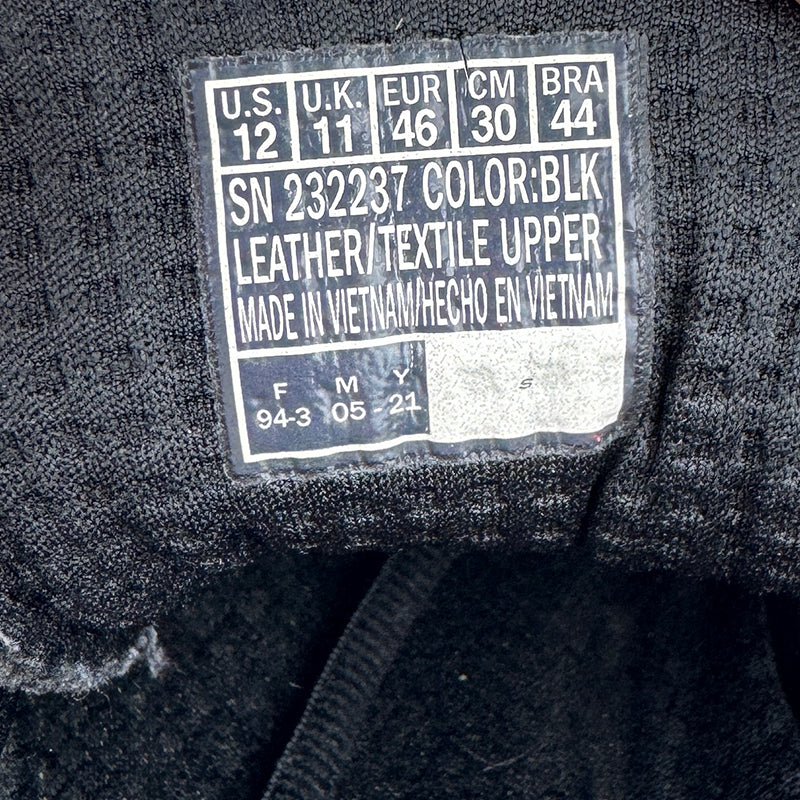 U.S. U.K. EUR CM BRA
12 11 46 30 44
SN 232237 COLOR:BLK
LEATHER/TEXTILE UPPER
MADE IN VIETNAM/HECHO EN VIETNAM
F M Y
94-3 05 - 21
S